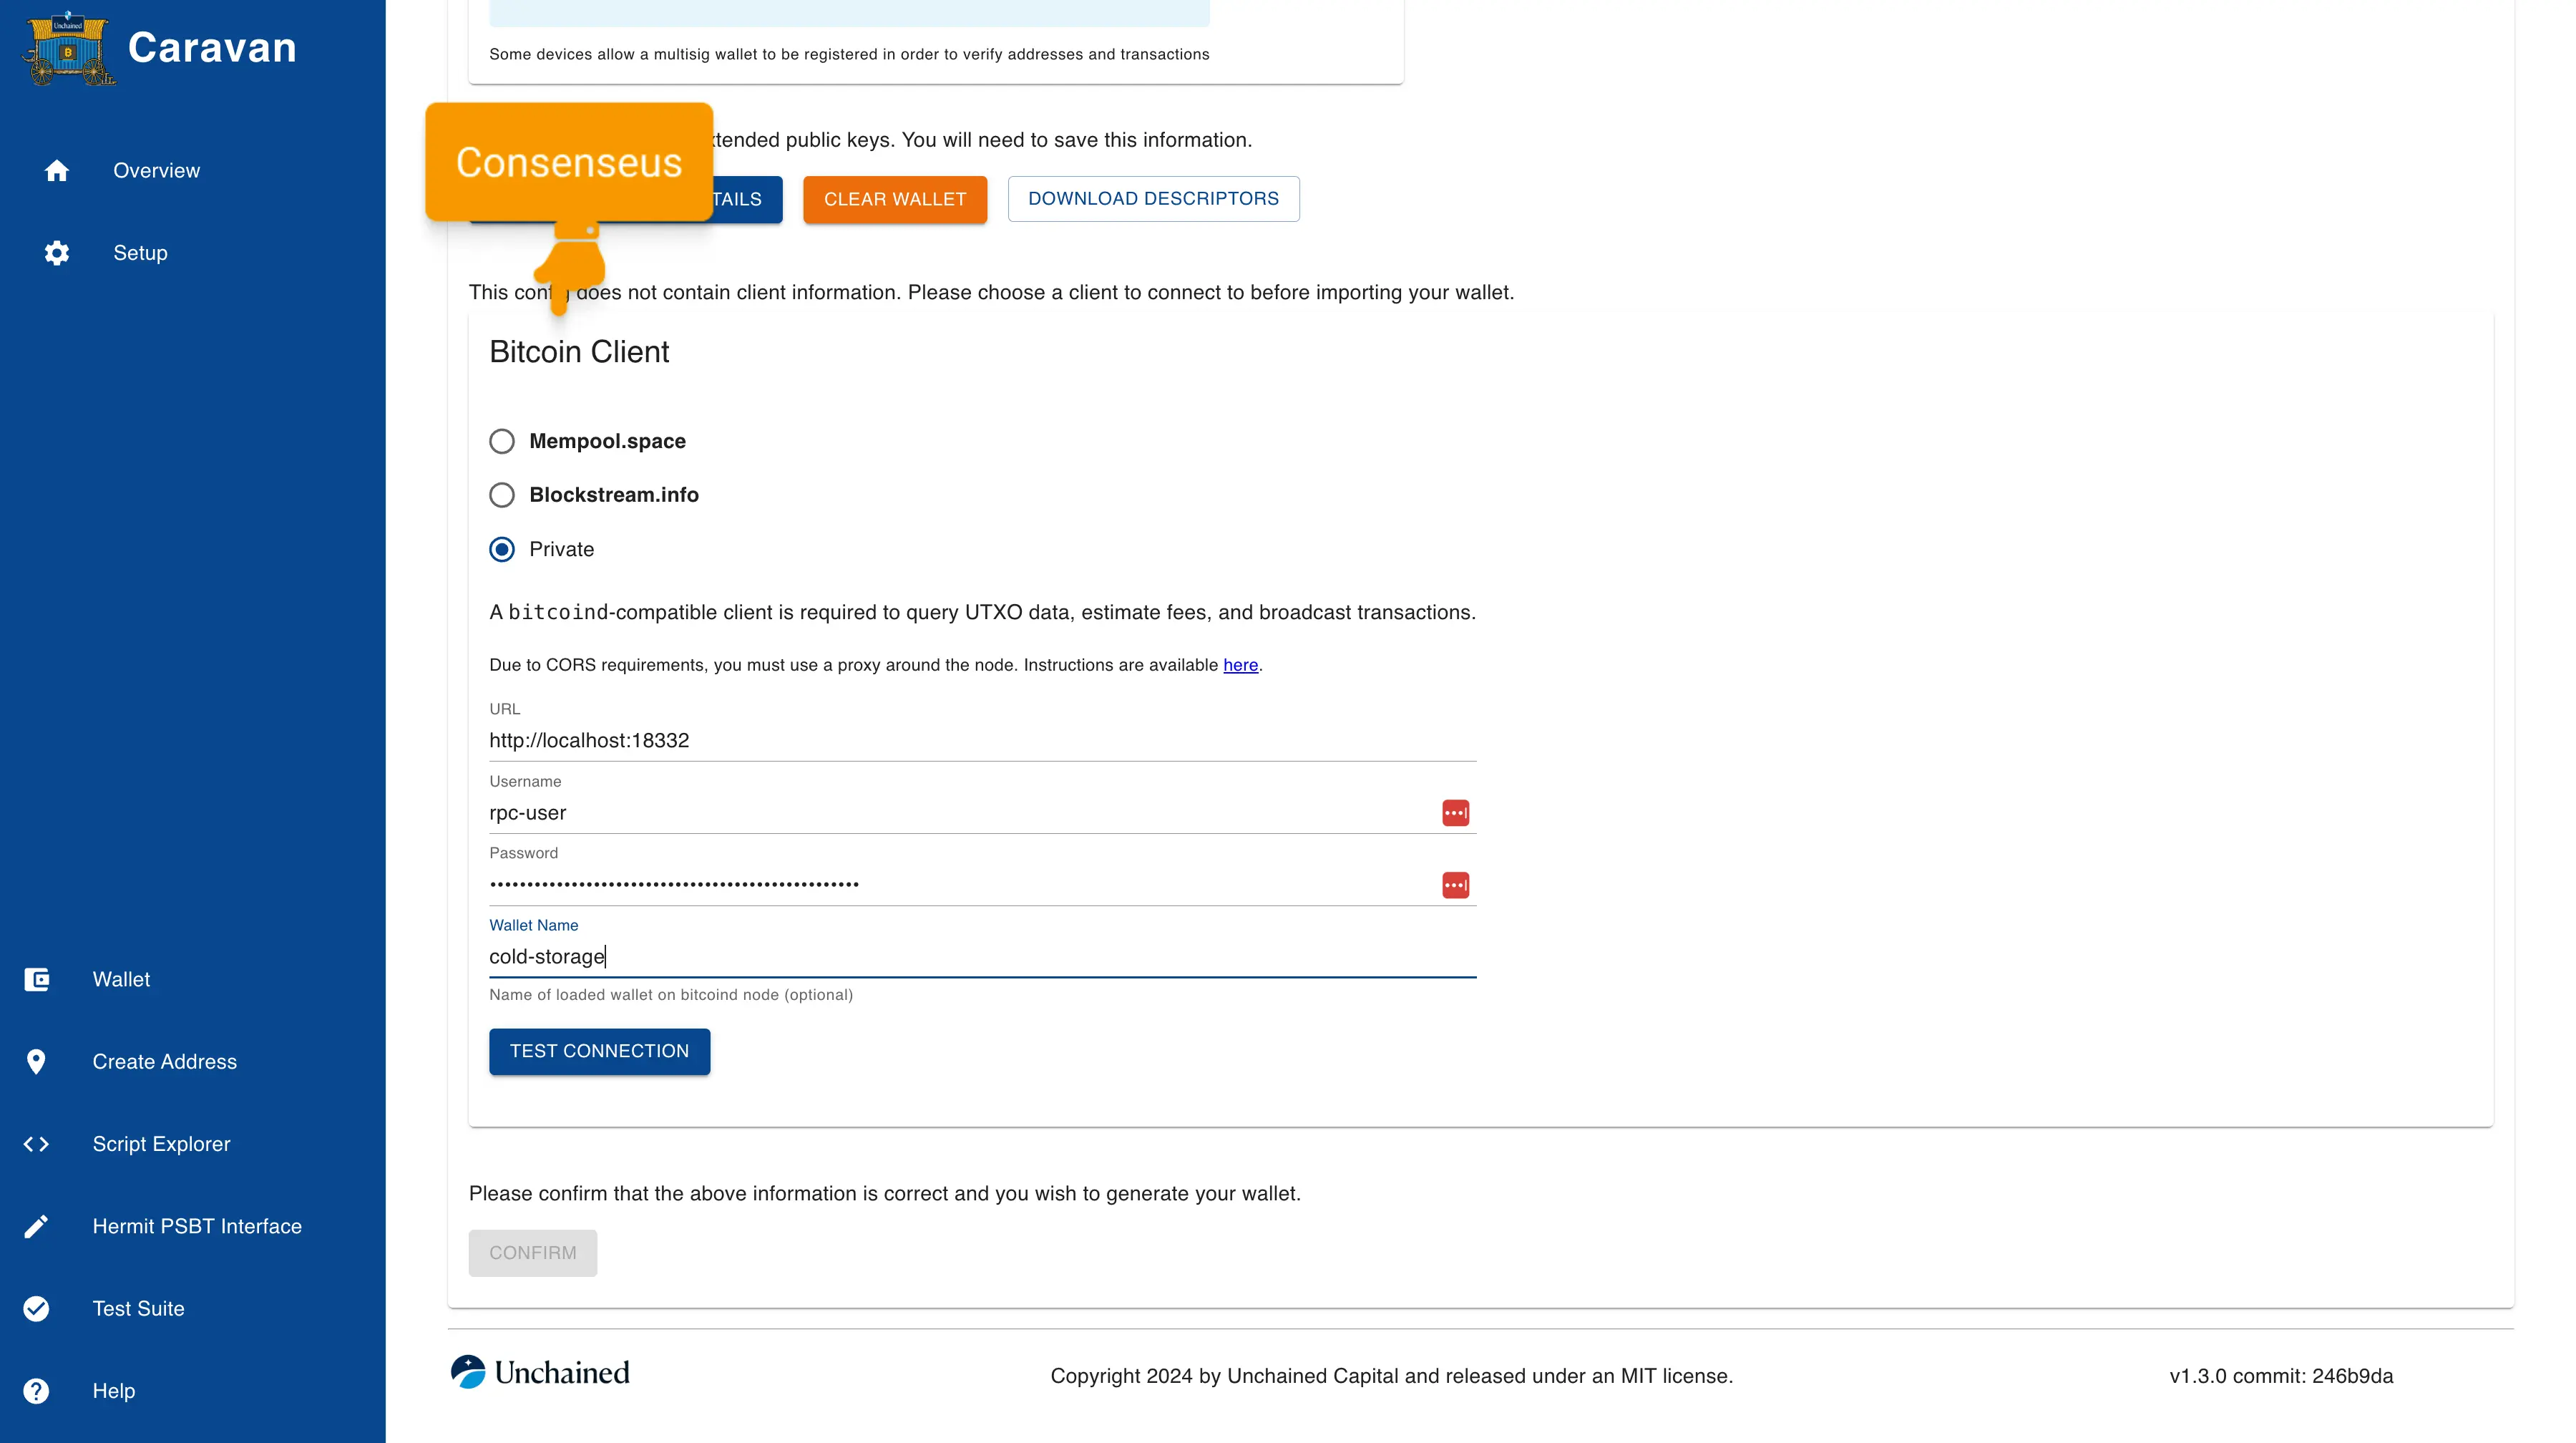 Unchained
Caravan
Overview
Setup
Wallet
Create Address
Script Explorer
Hermit PSBT Interface
Test Suite
Help
Some devices allow a multisig wallet to be registered in order to verify addresses and transactions
Consenseus
public keys. You will need to save this information.
CLEAR WALLET
DOWNLOAD DESCRIPTORS
This does not contain client information. Please choose a client to connect to before importing your wallet.
Bitcoin Client
Mempool.space
Blockstream.info
Private
A bitcoind-compatible client is required to query UTXO data, estimate fees, and broadcast transactions.
Due to CORS requirements, you must use a proxy around the node. Instructions are available here.
URL
http://localhost:18332
Username
rpc-user
Password
Wallet Name
cold-storage
Name of loaded wallet on bitcoind node (optional)
TEST CONNECTION
Please confirm that the above information is correct and you wish to generate your wallet.
CONFIRM
Unchained
Copyright 2024 by Unchained Capital and released under an MIT license.
v1.3.0 commit: 246b9da